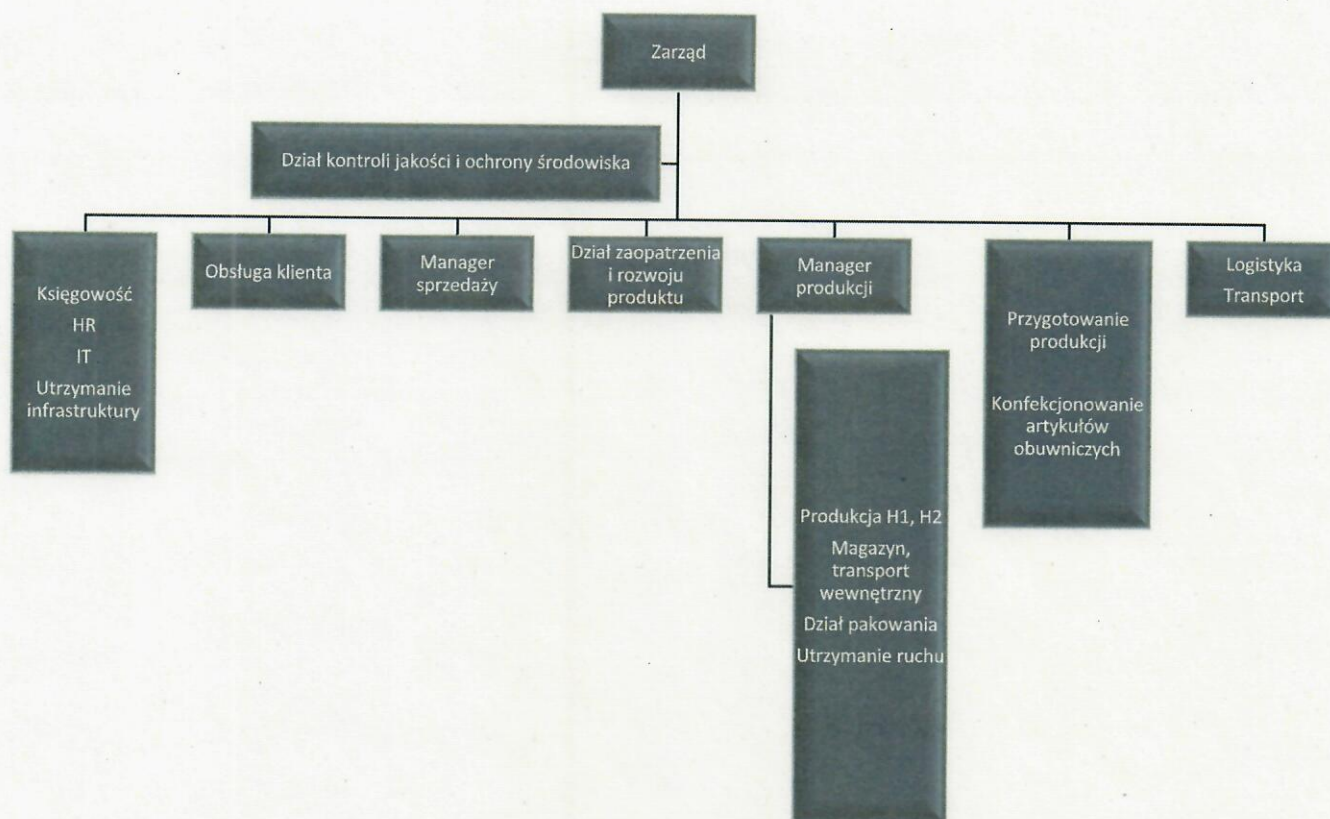 Zarząd
Dział kontroli jakości i ochrony środowiska
Księgowość
HR
IT
Utrzymanie
infrastruktury
Obsługa klienta
Manager
sprzedaży
Dział zaopatrzenia
i rozwoju
produktu
Manager
produkcji
Produkcja H1, H2
Magazyn,
transport
wewnętrzny
Dział pakowania
Utrzymanie ruchu
Przygotowanie
produkcji
Konfekcjonowanie
artykułów
obuwniczych
Logistyka
Transport